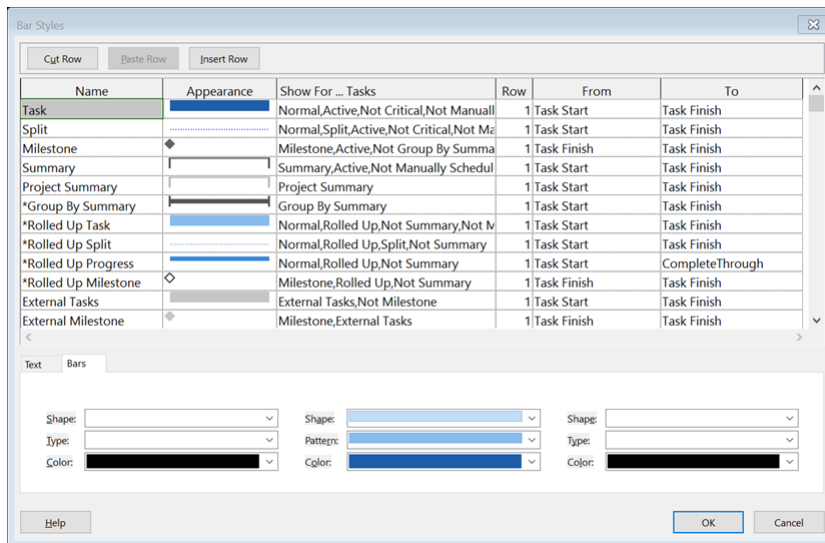 Bar Styles
Cut Row Paste Row Insert Row
Name Appearance Show For ... Tasks Row From To
Task Normal,Active,Not Critical,Not Manuall 1 Task Start Task Finish
Split Normal,Split,Active,Not Critical,Not Ma 1 Task Start Task Finish
Milestone Milestone,Active,Not Group By Summa 1 Task Finish Task Finish
Summary Summary,Active,Not Manually Schedul 1 Task Start Task Finish
Project Summary Project Summary 1 Task Start Task Finish
*Group By Summary Group By Summary 1 Task Start Task Finish
*Rolled Up Task Normal,Rolled Up,Not Summary,Not M 1 Task Start Task Finish
*Rolled Up Split Normal,Rolled Up,Split,Not Summary 1 Task Start Task Finish
*Rolled Up Progress Normal,Rolled Up,Not Summary 1 Task Start CompleteThrough
*Rolled Up Milestone Milestone,Rolled Up,Not Summary 1 Task Finish Task Finish
External Tasks External Tasks,Not Milestone 1 Task Start Task Finish
External Milestone Milestone,External Tasks 1 Task Finish Task Finish
Text Bars
Shape: Shape: Shape:
Type: Pattern: Type:
Color: Color: Color:
Help OK Cancel